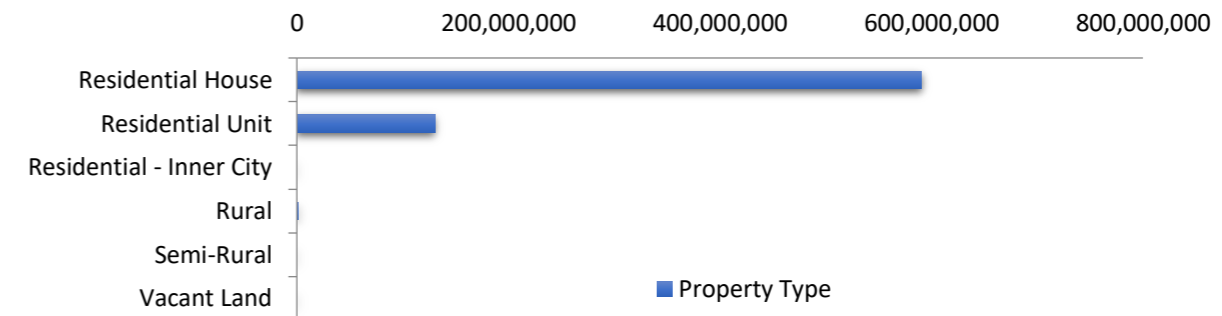 0 200,000,000 400,000,000 600,000,000 800,000,000
Residential House
Residential Unit
Residential - Inner City
Rural
Semi-Rural
Vacant Land
Property Type